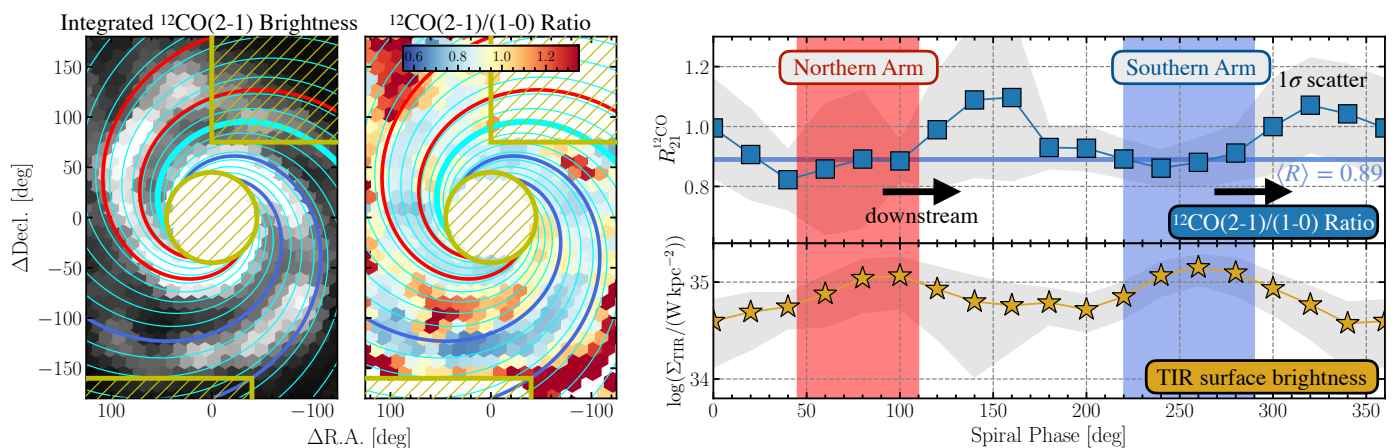 Integrated ¹²CO(2-1) Brightness
¹²CO(2-1)/(1-0) Ratio
0.6 0.8 1.0 1.2
150
100
50
0
−50
−100
−150
ΔDecl. [deg]
100 0 −100
100 0 −100
ΔR.A. [deg]
1.2
1.0
0.8
R₂₁¹²CO
Northern Arm
Southern Arm
1σ scatter
⟨R⟩ = 0.89
downstream
¹²CO(2-1)/(1-0) Ratio
35
34
log(Σ_TIR/(W kpc⁻²))
TIR surface brightness
0 50 100 150 200 250 300 350
Spiral Phase [deg]